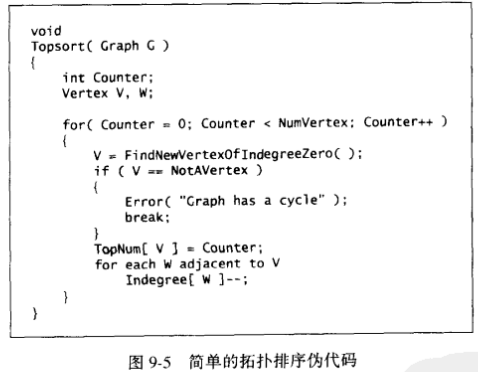 void
Topsort( Graph G )
{
int Counter;
Vertex V, W;
for( Counter = 0; Counter < NumVertex; Counter++ )
{
V = FindNewVertexOfIndegreeZero( );
if ( V == NotAVertex )
{
Error( "Graph has a cycle" );
break;
}
TopNum[ V ] = Counter;
for each W adjacent to V
Indegree[ W ]--;
}
}
图 9-5 简单的拓扑排序伪代码